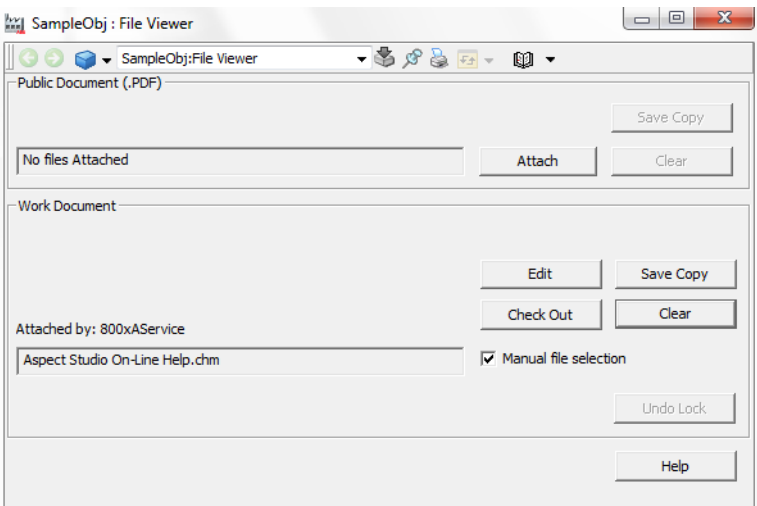 SampleObj : File Viewer
SampleObj:File Viewer
Public Document (.PDF)
Save Copy
No files Attached
Attach
Clear
Work Document
Edit
Save Copy
Check Out
Clear
Attached by: 800xAService
Aspect Studio On-Line Help.chm
Manual file selection
Undo Lock
Help